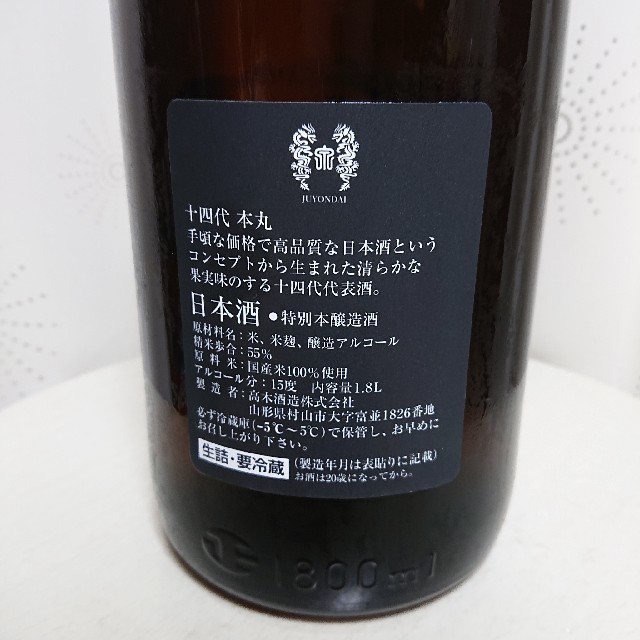 JUYONDAI
十四代 本丸
手頃な価格で高品質な日本酒という
コンセプトから生まれた清らかな
果実味のする十四代代表酒。
日本酒 ●特別本醸造酒
原材料名：米、米麹、醸造アルコール
精米歩合：55%
原料米：国産米100%使用
アルコール分：15度 内容量1.8L
製造者：高木酒造株式会社
山形県村山市大字富並1826番地
必ず冷蔵庫(−5℃〜5℃)で保管し、お早めに
お召し上がり下さい。
生詰・要冷蔵 (製造年月は表貼りに記載)
お酒は20歳になってから。
1800ml